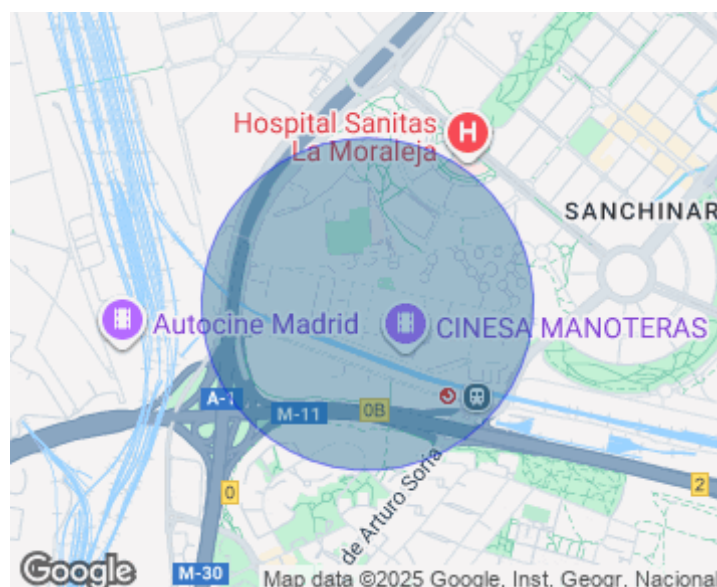 Hospital Sanitas
La Moraleja
H
SANCHINAR
Autocine Madrid
CINESA MANOTERAS
A-1
M-11
0B
de Arturo Soria
0
2
M-30
Google
Map data ©2025 Google, Inst. Geogr. Nacional